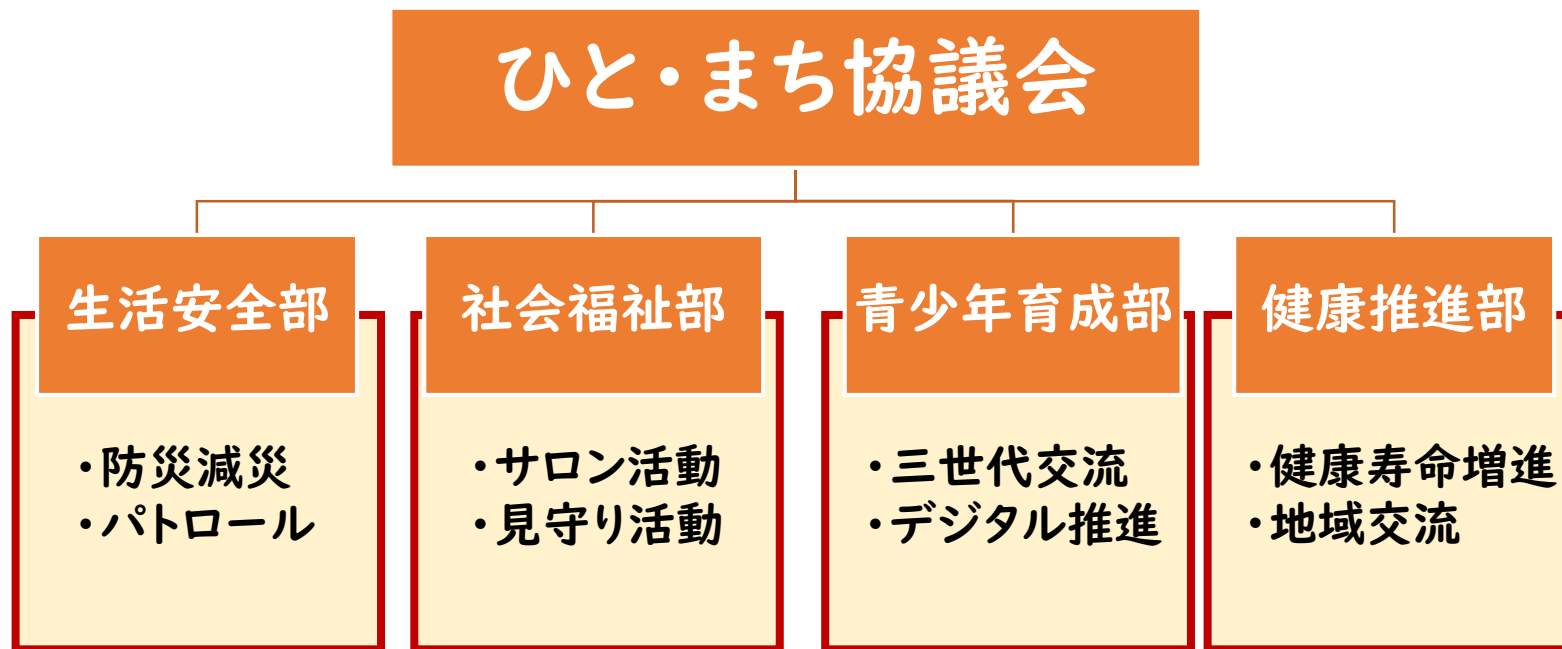 ひと・まち協議会
生活安全部
・防災減災
・パトロール
社会福祉部
・サロン活動
・見守り活動
青少年育成部
・三世代交流
・デジタル推進
健康推進部
・健康寿命増進
・地域交流